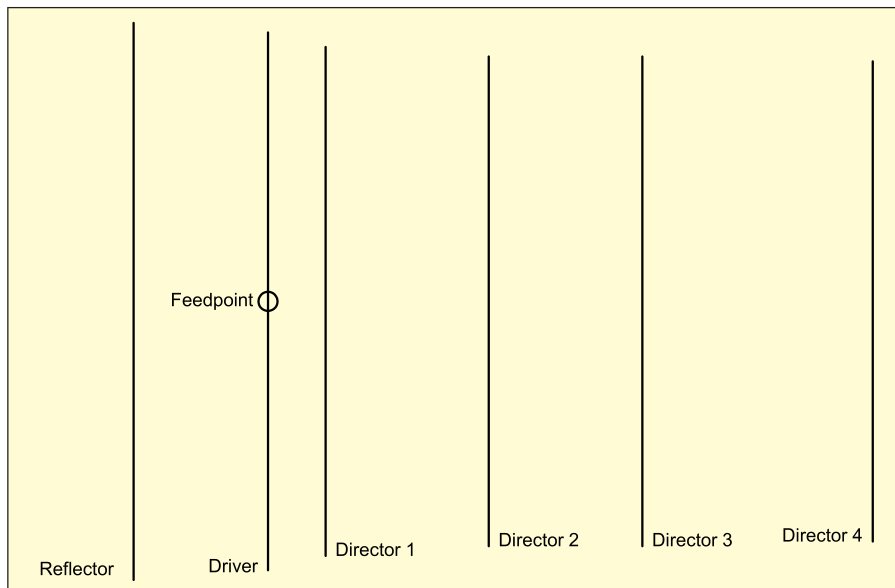 Feedpoint
Reflector
Driver
Director 1
Director 2
Director 3
Director 4